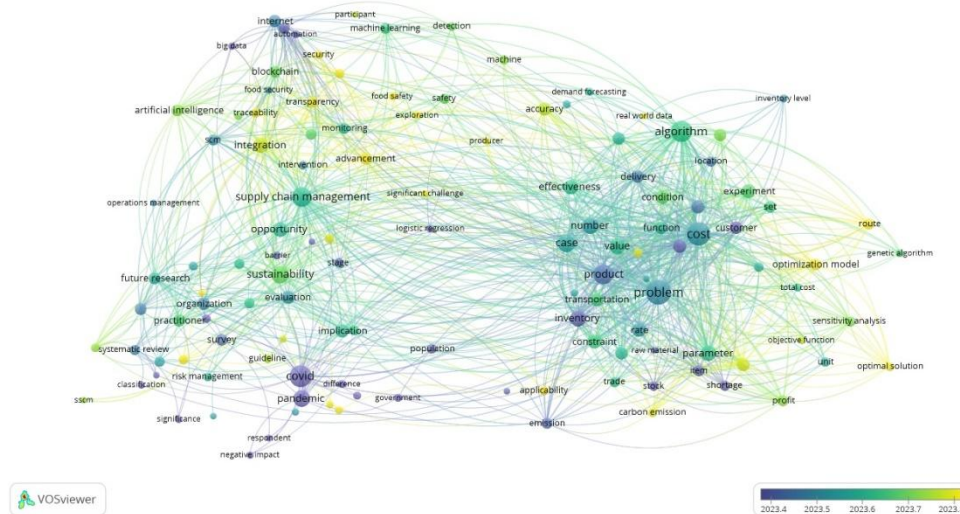 participant
internet
automation
machine learning
detection
big data
security
machine
blockchain
food security
demand forecasting
inventory level
artificial intelligence
traceability
transparency
food safety
safety
exploration
accuracy
real world data
monitoring
algorithm
scm
integration
producer
intervention
advancement
location
delivery
effectiveness
condition
experiment
supply chain management
significant challenge
operations management
set
logistic regression
number
function
customer
route
opportunity
cost
case
value
barrier
genetic algorithm
stage
optimization model
future research
sustainability
product
total cost
organization
evaluation
problem
transportation
practitioner
inventory
sensitivity analysis
implication
rate
survey
constraint
objective function
systematic review
population
raw material
parameter
guideline
unit
optimal solution
risk management
covid
item
classification
difference
trade
stock
shortage
sscm
pandemic
government
applicability
profit
carbon emission
significance
emission
respondent
negative impact
VOSviewer
2023.4 2023.5 2023.6 2023.7 2023.